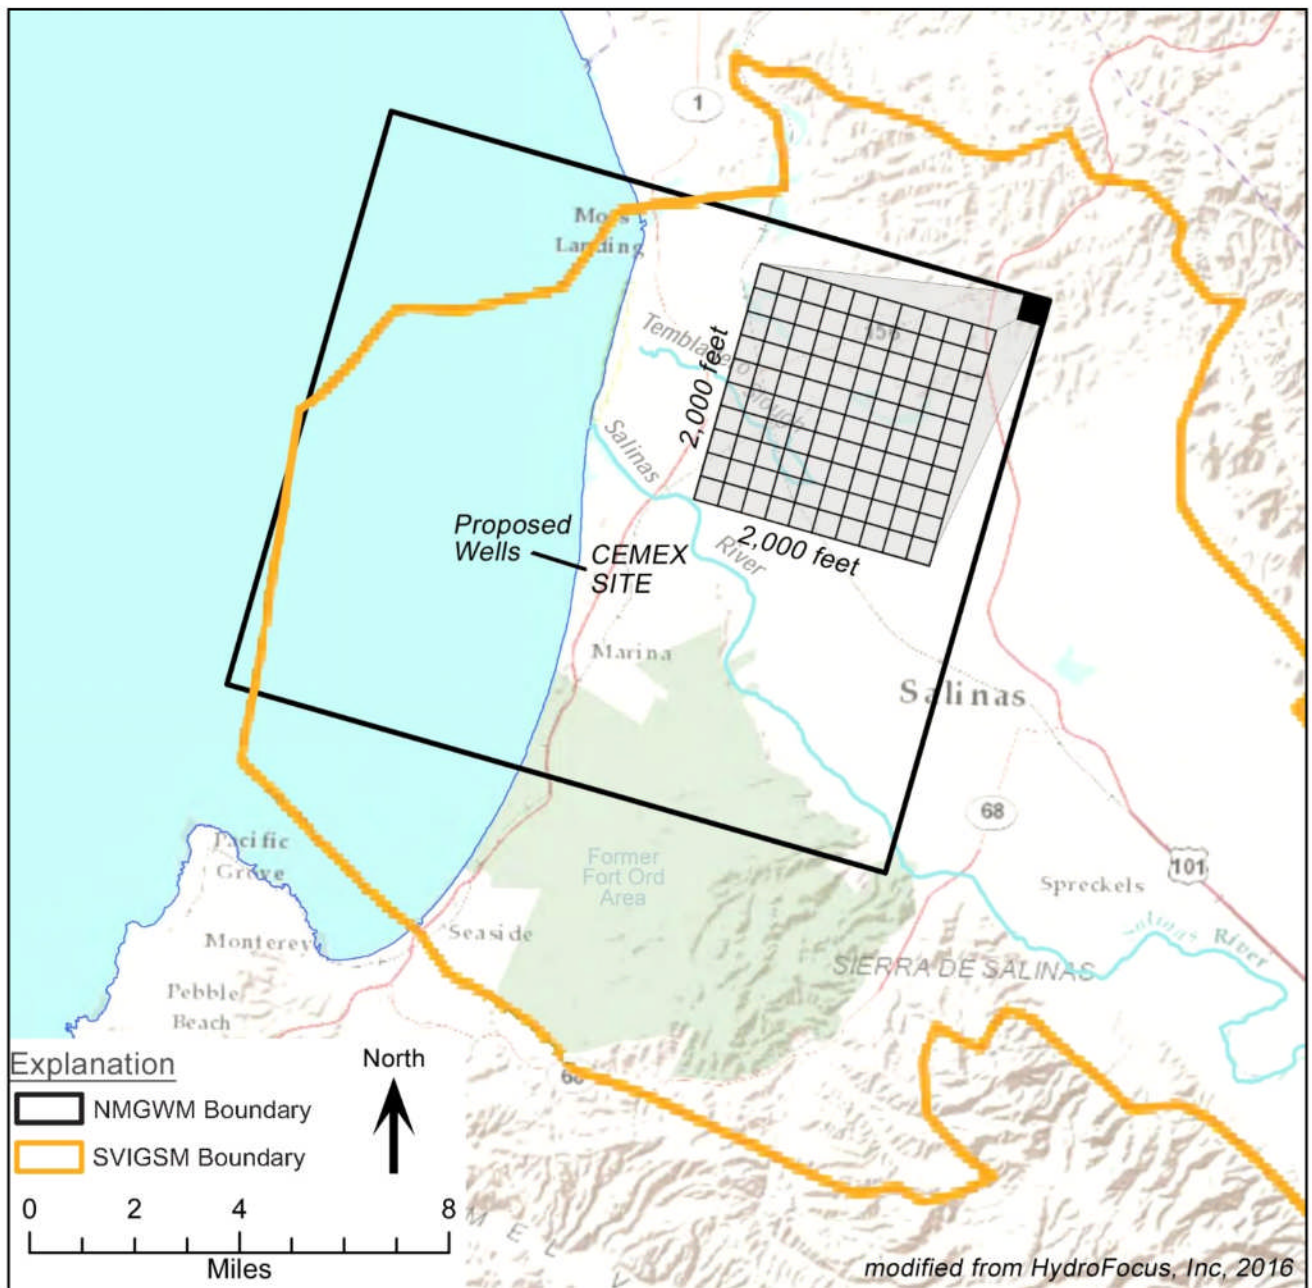 1
Moss
Landing
156
Tembladero Slough
2,000 feet
Salinas
River
2,000 feet
Proposed
Wells
CEMEX
SITE
Marina
Salinas
68
101
Pacific
Grove
Former
Fort Ord
Area
Spreckels
Seaside
Monterey
Salinas River
SIERRA DE SALINAS
Pebble
Beach
68
Explanation
NMGWM Boundary
SVIGSM Boundary
North
0 2 4 8
Miles
M E L
modified from HydroFocus, Inc, 2016